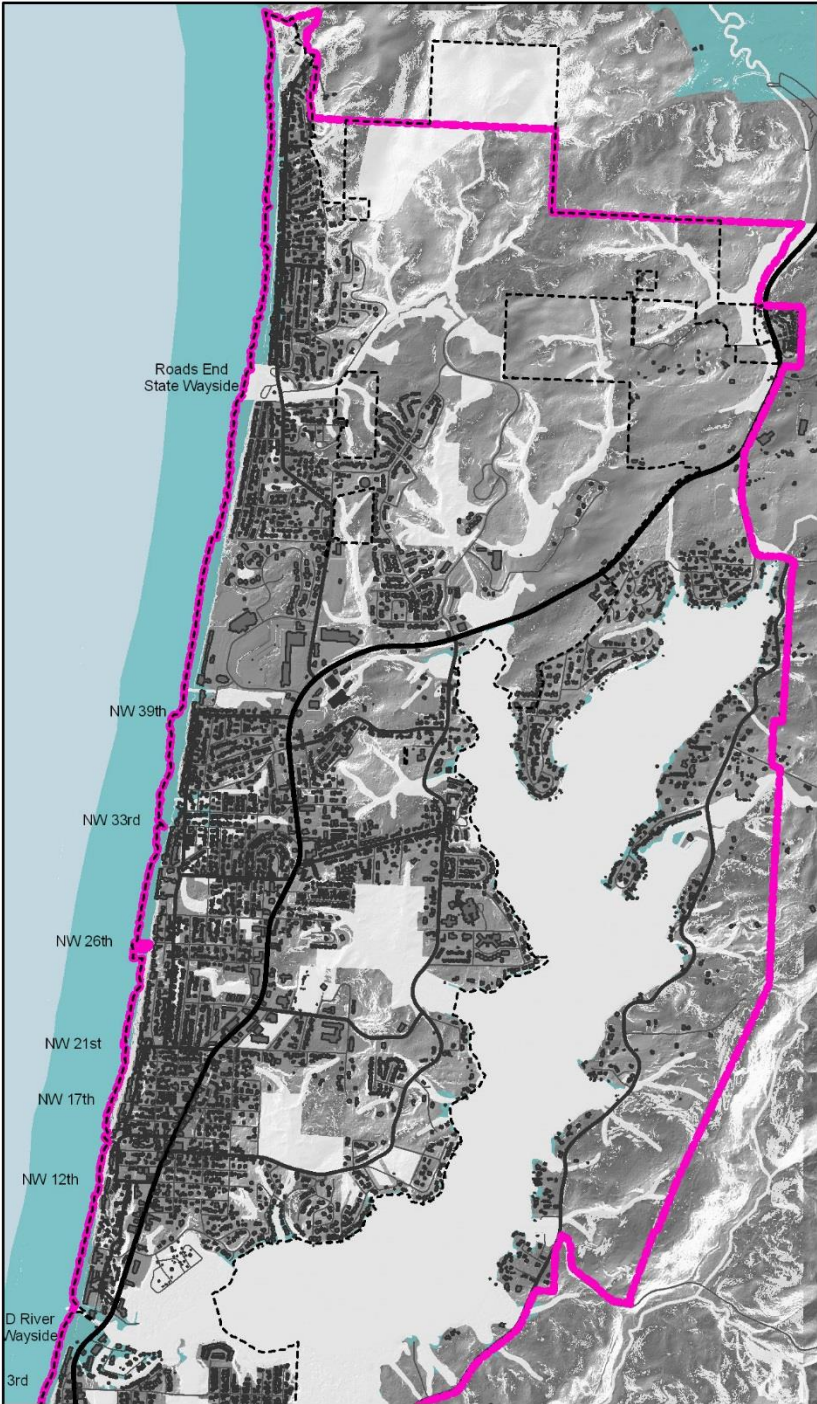 Roads End
State Wayside
NW 39th
NW 33rd
NW 26th
NW 21st
NW 17th
NW 12th
D River
Wayside
3rd